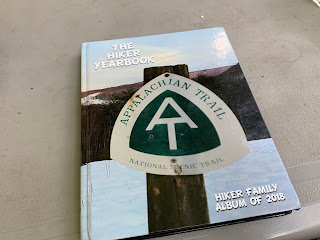 THE
HIKER
YEARBOOK
APPALACHIAN TRAIL
AT
NATIONAL SCENIC TRAIL
HIKER FAMILY
ALBUM OF 2018